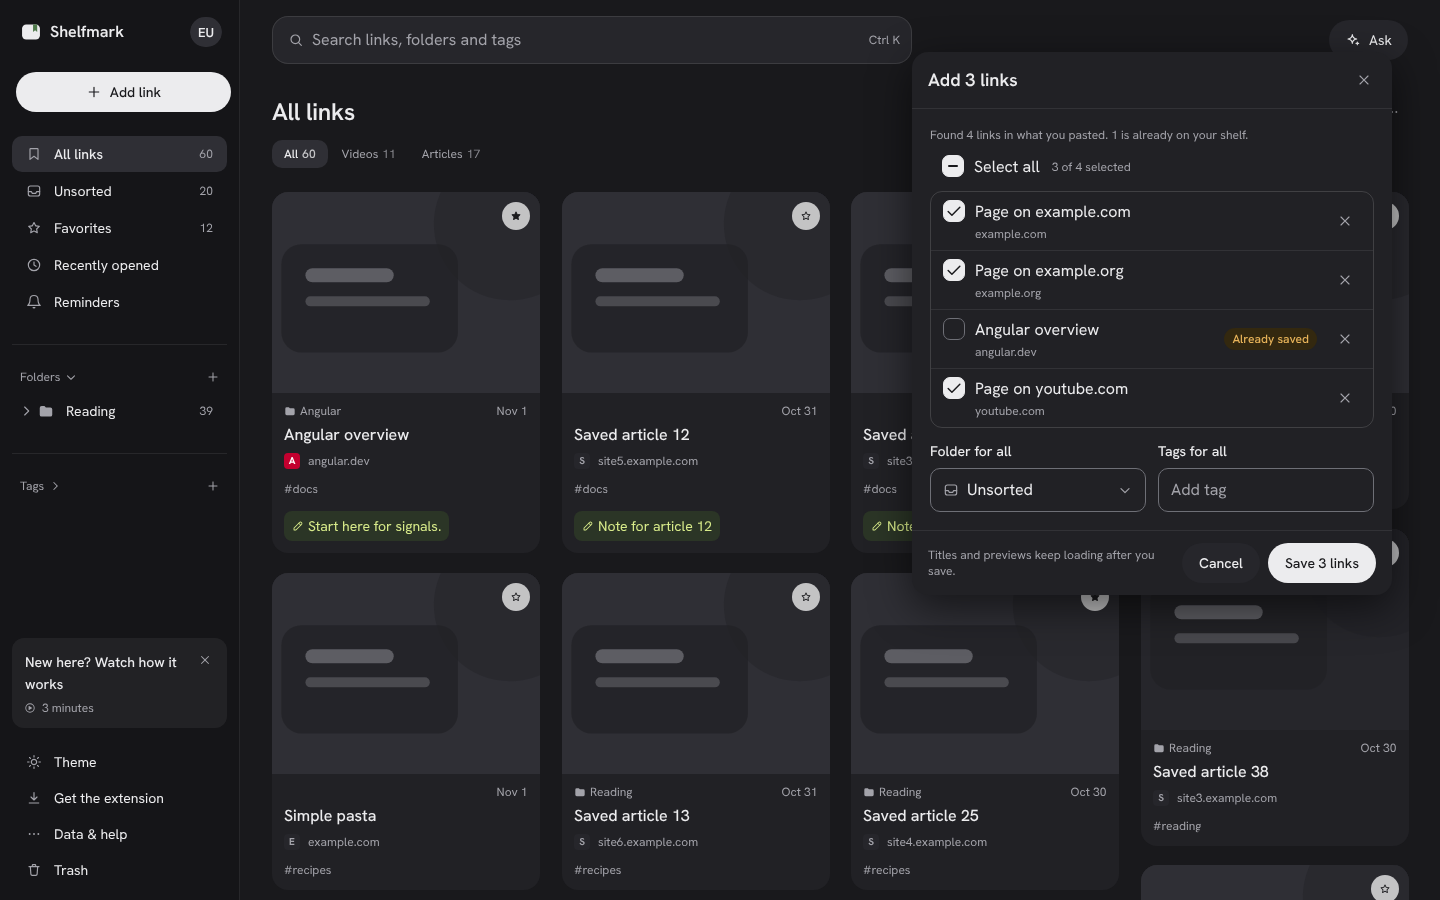 Shelfmark
EU
Add link
All links 60
Unsorted 20
Favorites 12
Recently opened
Reminders
Folders
Reading 39
Tags
New here? Watch how it
works
3 minutes
Theme
Get the extension
Data & help
Trash
Search links, folders and tags Ctrl K
Ask
All links
All 60 Videos 11 Articles 17
Angular Nov 1
Angular overview
A angular.dev
#docs
Start here for signals.
Oct 31
Saved article 12
S site5.example.com
#docs
Note for article 12
Saved
S site3
#docs
Note
Nov 1
Simple pasta
E example.com
#recipes
Reading Oct 31
Saved article 13
S site6.example.com
#recipes
Reading Oct 30
Saved article 25
S site4.example.com
#recipes
Reading Oct 30
Saved article 38
S site3.example.com
#reading
Add 3 links
Found 4 links in what you pasted. 1 is already on your shelf.
Select all 3 of 4 selected
Page on example.com
example.com
Page on example.org
example.org
Angular overview
angular.dev
Already saved
Page on youtube.com
youtube.com
Folder for all Tags for all
Unsorted Add tag
Titles and previews keep loading after you
save.
Cancel Save 3 links